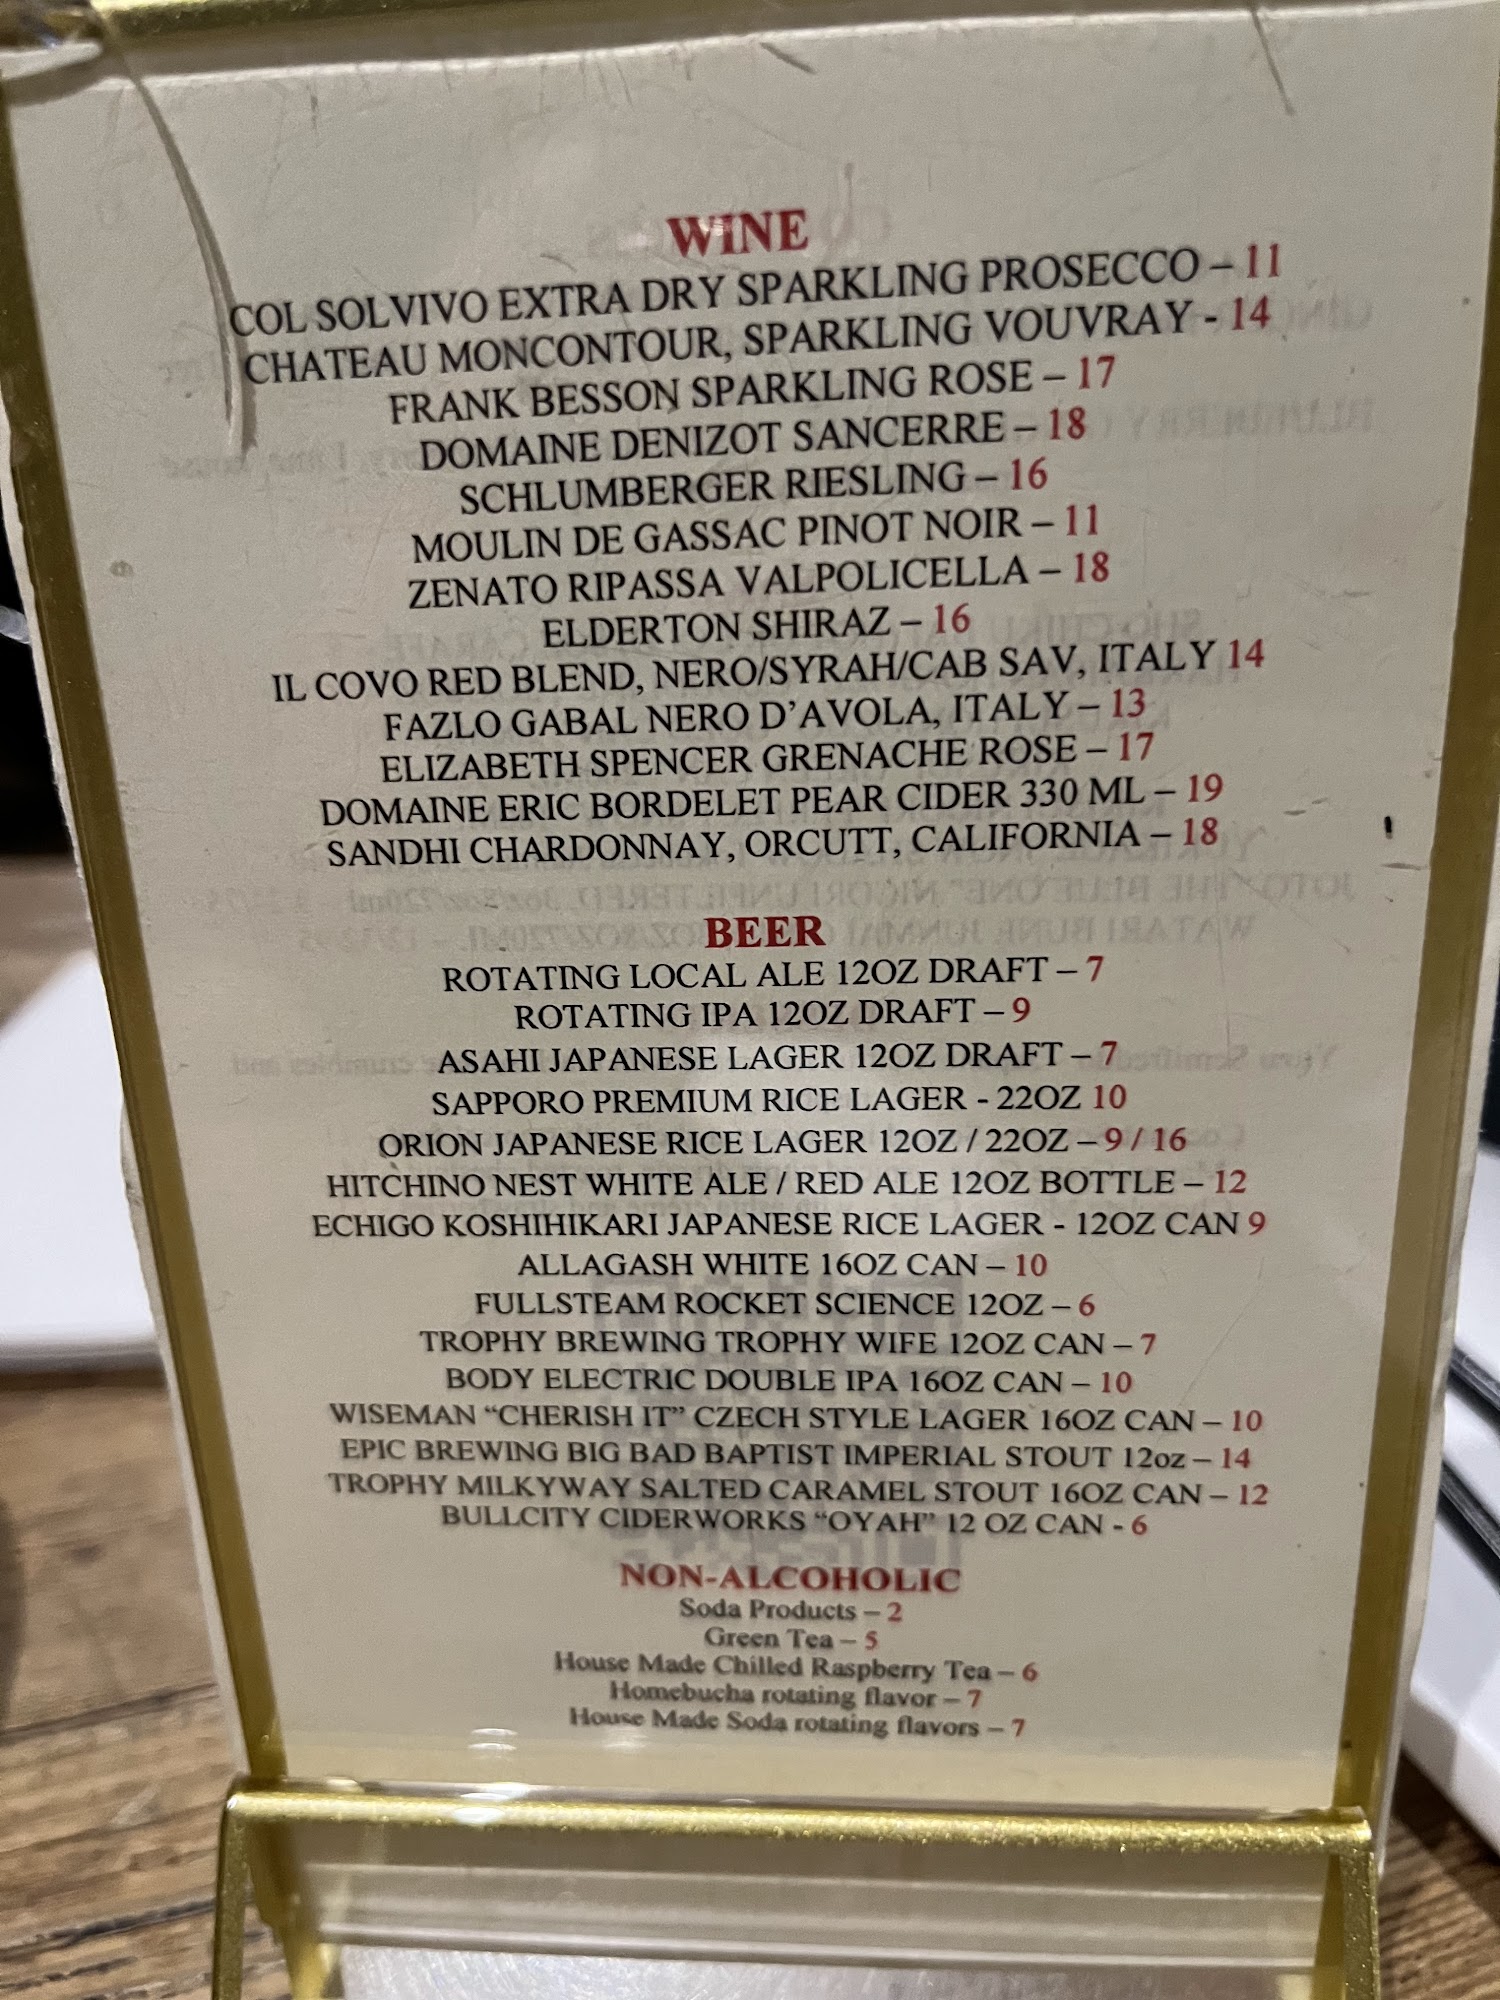 WINE
COL SOLVIVO EXTRA DRY SPARKLING PROSECCO – 11
CHATEAU MONCONTOUR, SPARKLING VOUVRAY - 14
FRANK BESSON SPARKLING ROSE – 17
DOMAINE DENIZOT SANCERRE – 18
SCHLUMBERGER RIESLING – 16
MOULIN DE GASSAC PINOT NOIR – 11
ZENATO RIPASSA VALPOLICELLA – 18
ELDERTON SHIRAZ – 16
IL COVO RED BLEND, NERO/SYRAH/CAB SAV, ITALY 14
FAZLO GABAL NERO D’AVOLA, ITALY – 13
ELIZABETH SPENCER GRENACHE ROSE – 17
DOMAINE ERIC BORDELET PEAR CIDER 330 ML – 19
SANDHI CHARDONNAY, ORCUTT, CALIFORNIA – 18
BEER
ROTATING LOCAL ALE 12OZ DRAFT – 7
ROTATING IPA 12OZ DRAFT – 9
ASAHI JAPANESE LAGER 12OZ DRAFT – 7
SAPPORO PREMIUM RICE LAGER - 22OZ 10
ORION JAPANESE RICE LAGER 12OZ / 22OZ – 9 / 16
HITCHINO NEST WHITE ALE / RED ALE 12OZ BOTTLE – 12
ECHIGO KOSHIHIKARI JAPANESE RICE LAGER - 12OZ CAN 9
ALLAGASH WHITE 16OZ CAN – 10
FULLSTEAM ROCKET SCIENCE 12OZ – 6
TROPHY BREWING TROPHY WIFE 12OZ CAN – 7
BODY ELECTRIC DOUBLE IPA 16OZ CAN – 10
WISEMAN “CHERISH IT” CZECH STYLE LAGER 16OZ CAN – 10
EPIC BREWING BIG BAD BAPTIST IMPERIAL STOUT 12oz – 14
TROPHY MILKYWAY SALTED CARAMEL STOUT 16OZ CAN – 12
BULLCITY CIDERWORKS “OYAH” 12 OZ CAN - 6
NON-ALCOHOLIC
Soda Products – 2
Green Tea – 5
House Made Chilled Raspberry Tea – 6
Homebucha rotating flavor – 7
House Made Soda rotating flavors – 7